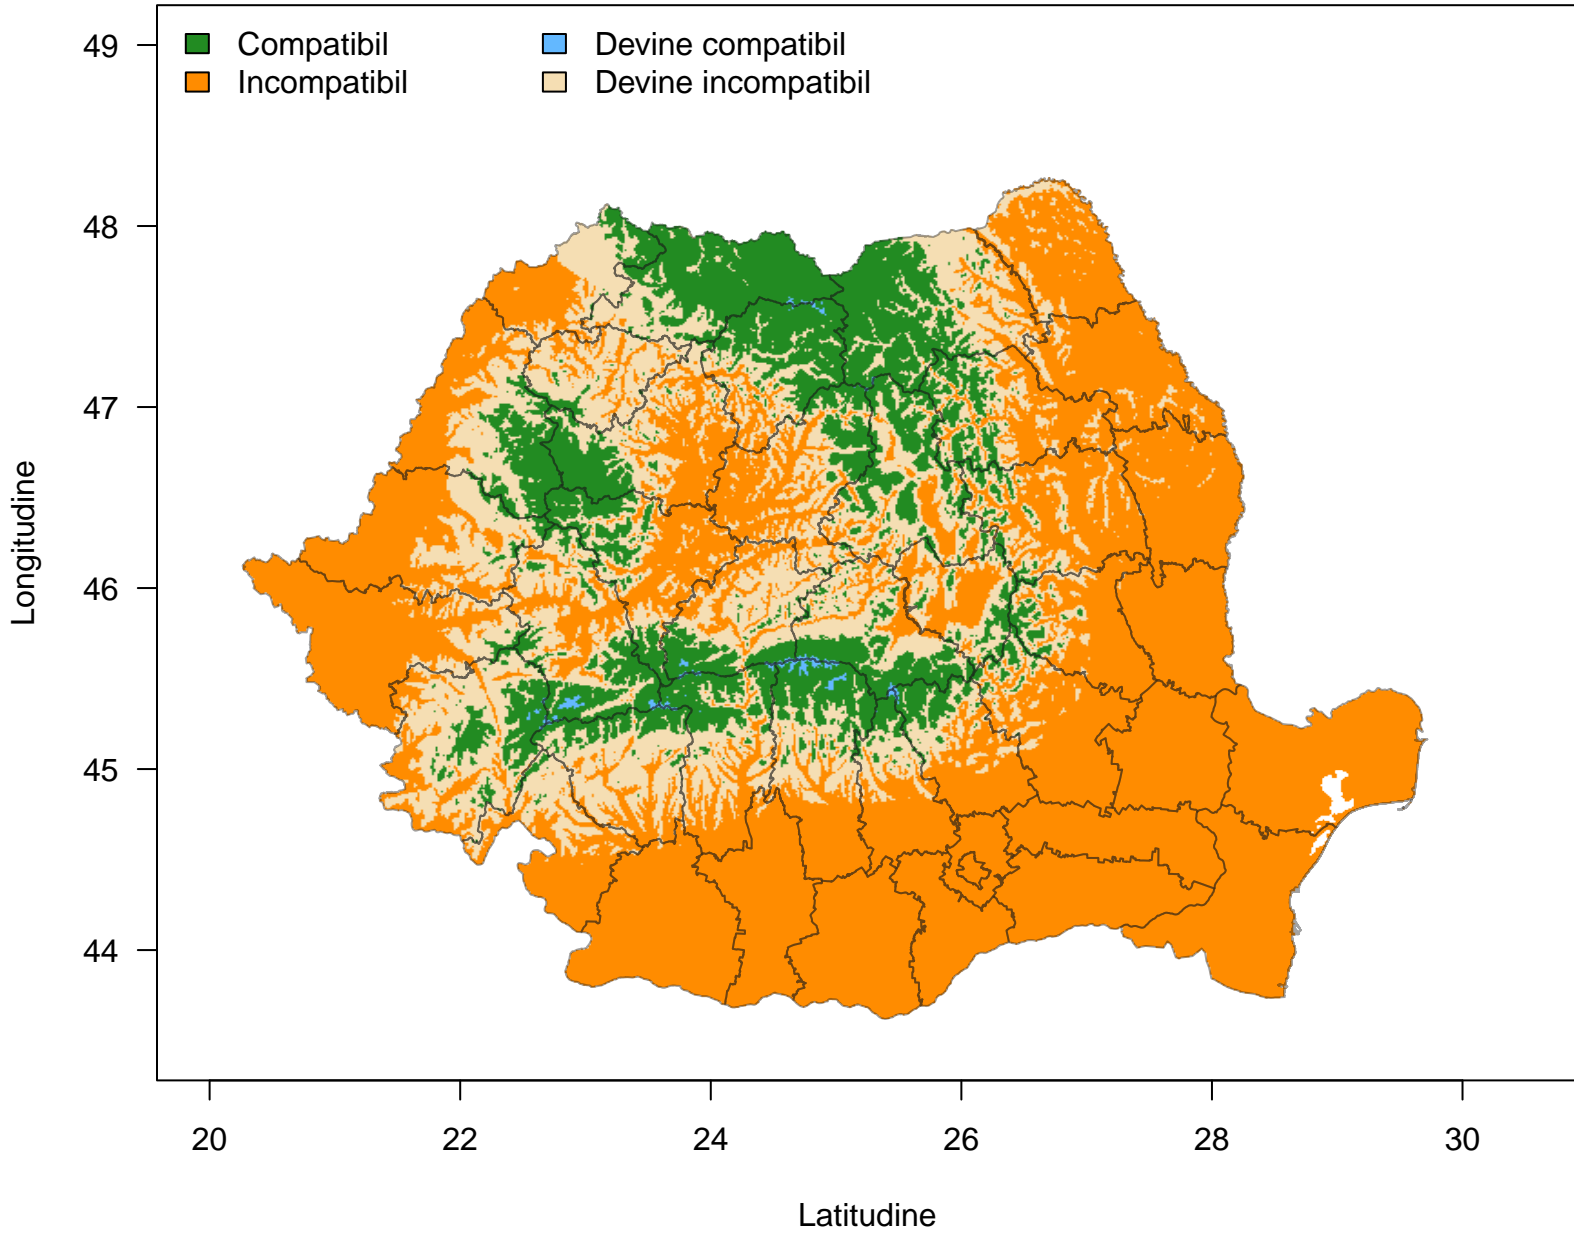 Compatibil
Incompatibil
Devine compatibil
Devine incompatibil
49
48
47
46
45
44
Longitudine
20 22 24 26 28 30
Latitudine